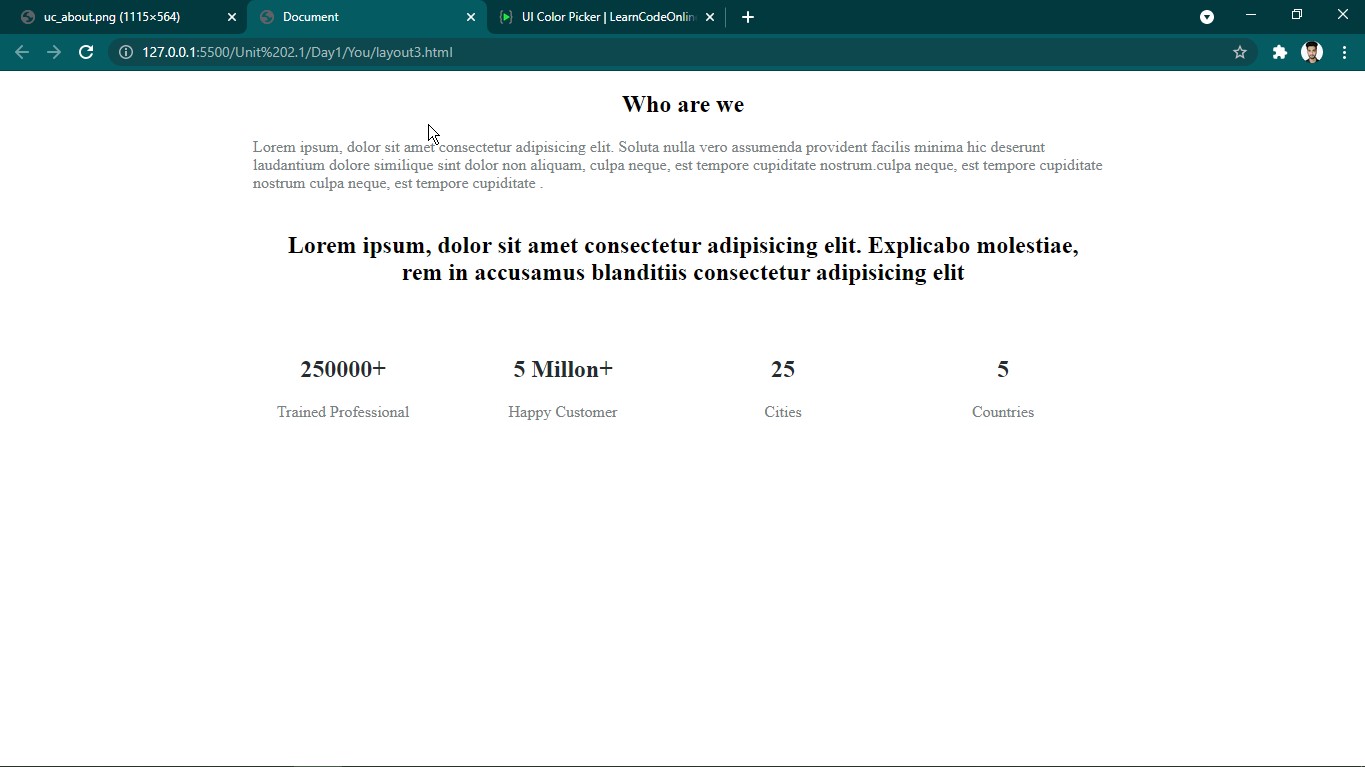 uc_about.png (1115×564)
Document
UI Color Picker | LearnCodeOnlin
127.0.0.1:5500/Unit%202.1/Day1/You/layout3.html
Who are we
Lorem ipsum, dolor sit amet consectetur adipisicing elit. Soluta nulla vero assumenda provident facilis minima hic deserunt
laudantium dolore similique sint dolor non aliquam, culpa neque, est tempore cupiditate nostrum.culpa neque, est tempore cupiditate
nostrum culpa neque, est tempore cupiditate .
Lorem ipsum, dolor sit amet consectetur adipisicing elit. Explicabo molestiae,
rem in accusamus blanditiis consectetur adipisicing elit
250000+ 5 Millon+ 25 5
Trained Professional Happy Customer Cities Countries